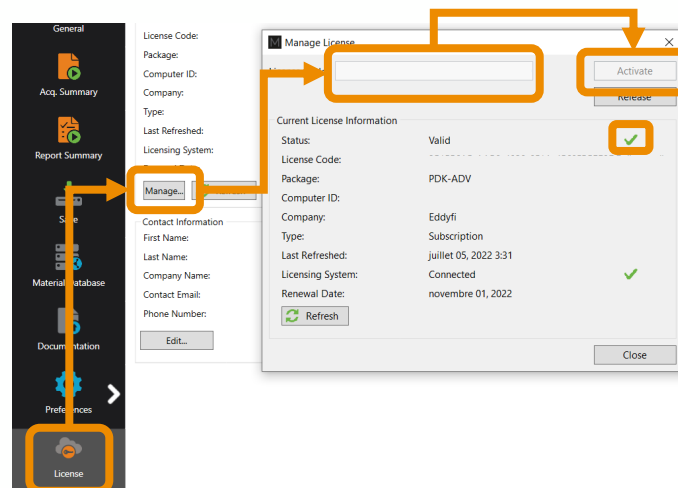 General
Acq. Summary
Report Summary
Material Database
Documentation
Preferences
License
License Code:
Package:
Computer ID:
Company:
Type:
Last Refreshed:
Licensing System:
Manage...
Contact Information
First Name:
Last Name:
Company Name:
Contact Email:
Phone Number:
Edit...
Manage License
Activate
Release
Current License Information
Status: Valid
License Code:
Package: PDK-ADV
Computer ID:
Company: Eddyfi
Type: Subscription
Last Refreshed: juillet 05, 2022 3:31
Licensing System: Connected
Renewal Date: novembre 01, 2022
Refresh
Close